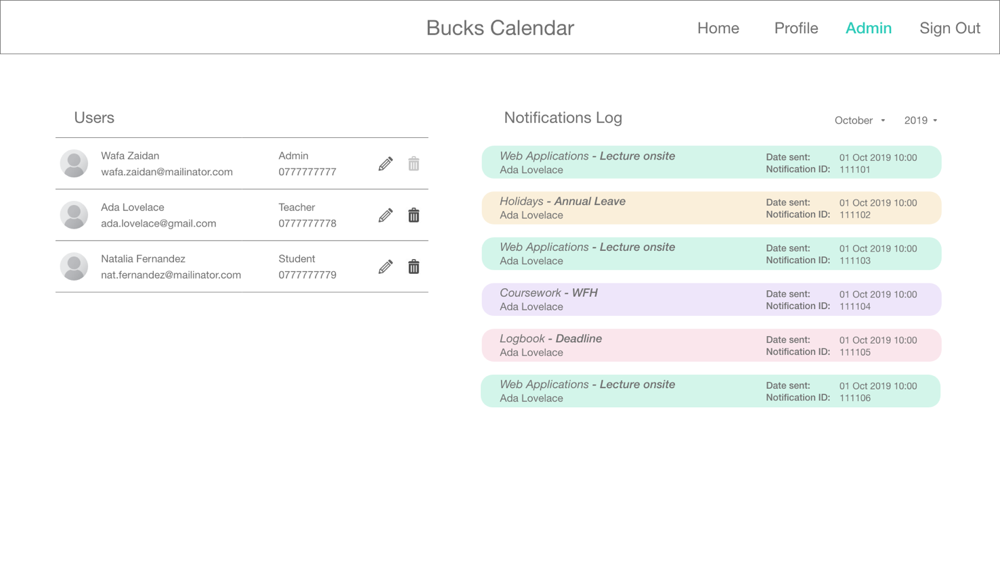 Bucks Calendar
Home Profile Admin Sign Out
Users
Wafa Zaidan Admin
wafa.zaidan@mailinator.com 0777777777
Ada Lovelace Teacher
ada.lovelace@gmail.com 0777777778
Natalia Fernandez Student
nat.fernandez@mailinator.com 0777777779
Notifications Log
October 2019
Web Applications - Lecture onsite
Ada Lovelace
Date sent: 01 Oct 2019 10:00
Notification ID: 111101
Holidays - Annual Leave
Ada Lovelace
Date sent: 01 Oct 2019 10:00
Notification ID: 111102
Web Applications - Lecture onsite
Ada Lovelace
Date sent: 01 Oct 2019 10:00
Notification ID: 111103
Coursework - WFH
Ada Lovelace
Date sent: 01 Oct 2019 10:00
Notification ID: 111104
Logbook - Deadline
Ada Lovelace
Date sent: 01 Oct 2019 10:00
Notification ID: 111105
Web Applications - Lecture onsite
Ada Lovelace
Date sent: 01 Oct 2019 10:00
Notification ID: 111106